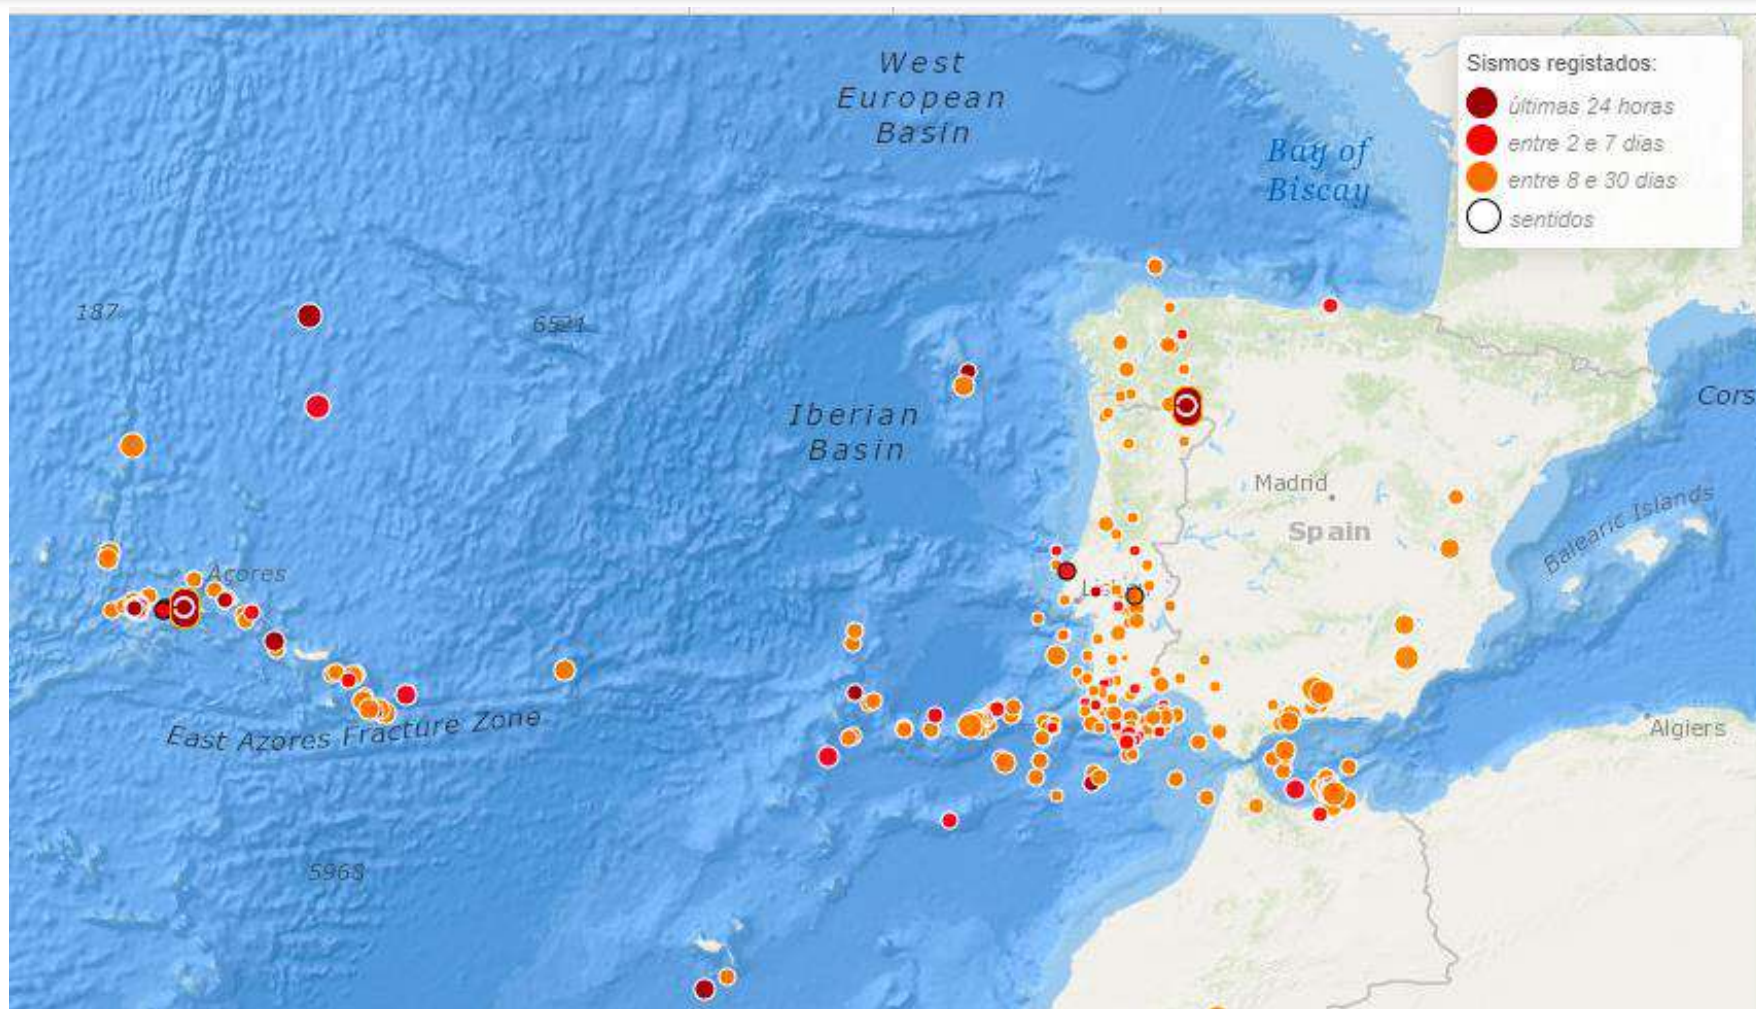 West
European
Basin
Sismos registados:
últimas 24 horas
entre 2 e 7 dias
entre 8 e 30 dias
sentidos
Bay of
Biscay
187
Iberian
Basin
Cors
Madrid
Spain
Balearic Islands
Açores
East Azores Fracture Zone
Algiers
5968